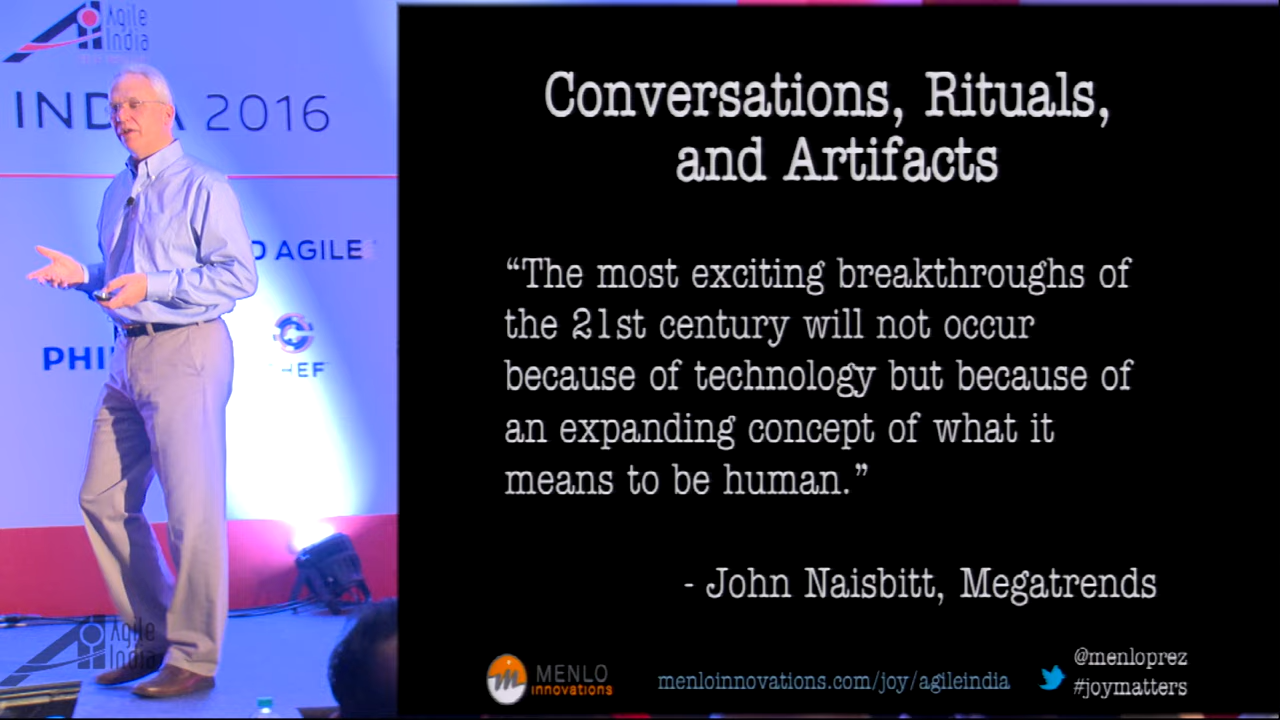 Agile
India
INDIA 2016
AGILE
PHI
HEF
Agile
India
Conversations, Rituals,
and Artifacts
“The most exciting breakthroughs of
the 21st century will not occur
because of technology but because of
an expanding concept of what it
means to be human.”
- John Naisbitt, Megatrends
m
MENLO
innovations
menloinnovations.com/joy/agileindia
@menloprez
#joymatters